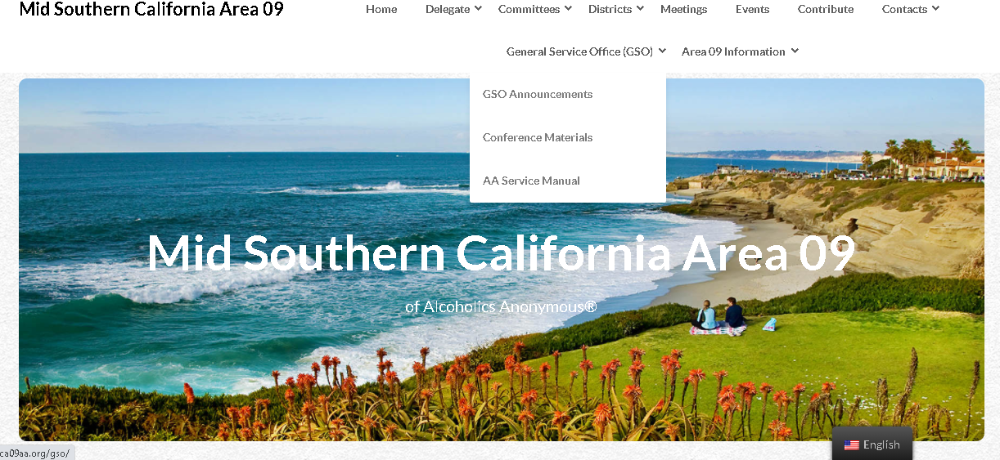 Mid Southern California Area 09
Home Delegate Committees Districts Meetings Events Contribute Contacts
General Service Office (GSO) Area 09 Information
GSO Announcements
Conference Materials
AA Service Manual
Mid Southern California Area 09
of Alcoholics Anonymous®
English
ca09aa.org/gso/